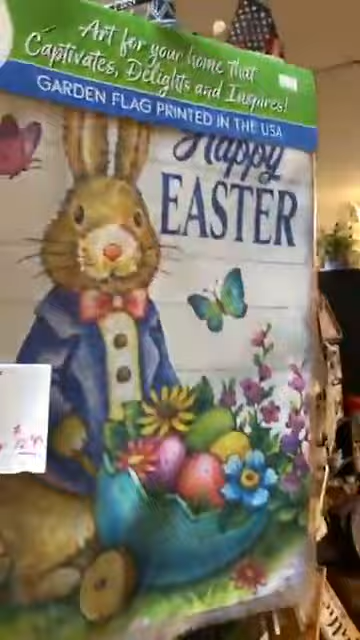 Art for your home that
Captivates, Delights and Inspires!
GARDEN FLAG PRINTED IN THE USA
Happy
EASTER